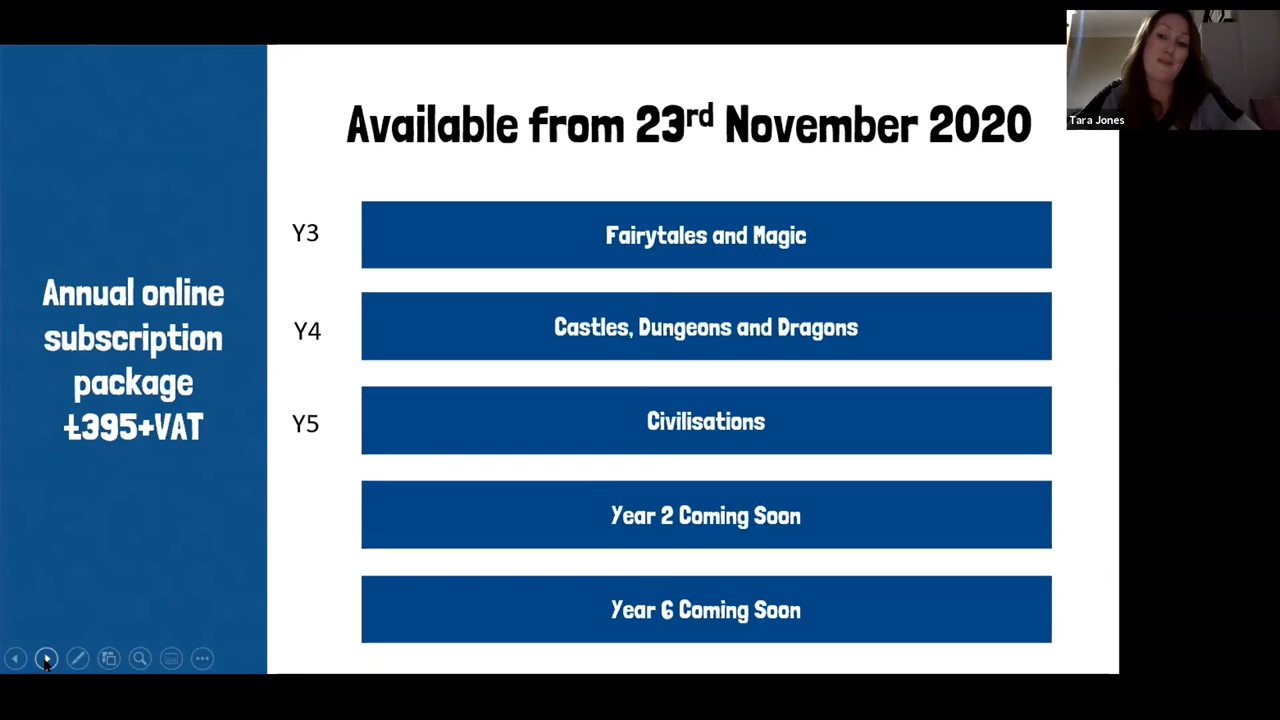 Tara Jones
Available from 23rd November 2020
Annual online
subscription
package
£395+VAT
Y3
Fairytales and Magic
Y4
Castles, Dungeons and Dragons
Y5
Civilisations
Year 2 Coming Soon
Year 6 Coming Soon